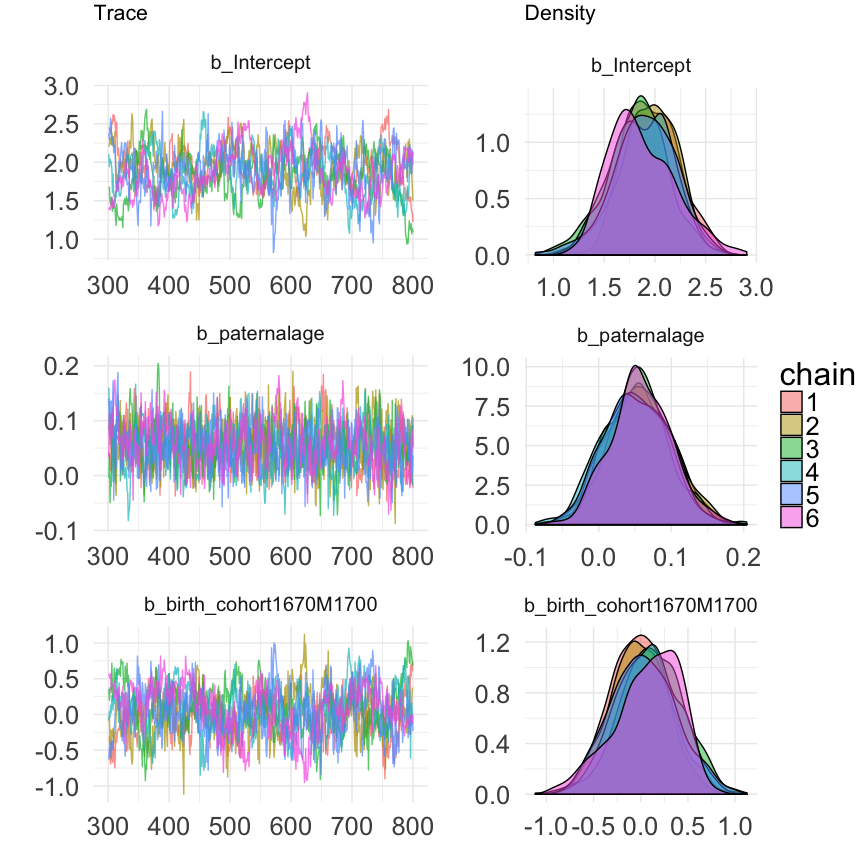 Trace
Density
b_Intercept
b_Intercept
3.0
2.5
2.0
1.5
1.0
300 400 500 600 700 800
1.0
0.5
0.0
1.0 1.5 2.0 2.5 3.0
b_paternalage
b_paternalage
0.2
0.1
0.0
-0.1
300 400 500 600 700 800
10.0
7.5
5.0
2.5
0.0
-0.1 0.0 0.1 0.2
chain
1
2
3
4
5
6
b_birth_cohort1670M1700
b_birth_cohort1670M1700
1.0
0.5
0.0
-0.5
-1.0
300 400 500 600 700 800
1.2
0.8
0.4
0.0
-1.0 -0.5 0.0 0.5 1.0